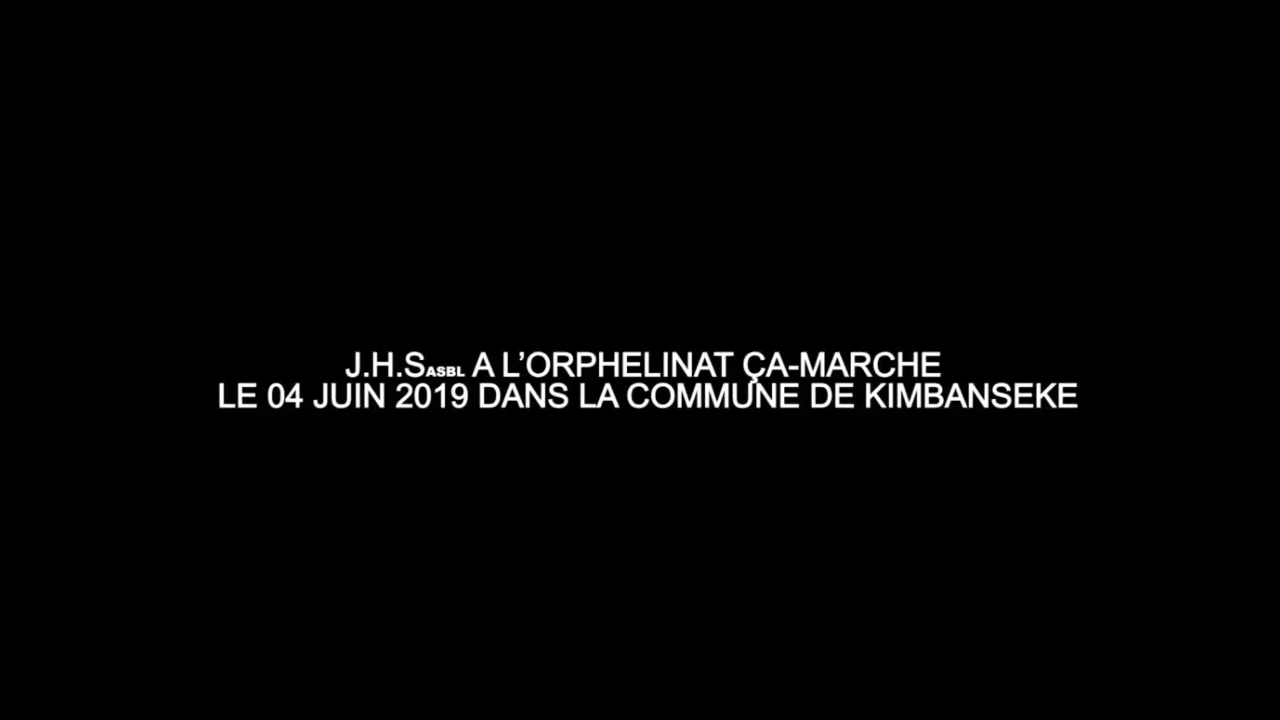 J.H.SASBL A L’ORPHELINAT ÇA-MARCHE
LE 04 JUIN 2019 DANS LA COMMUNE DE KIMBANSEKE